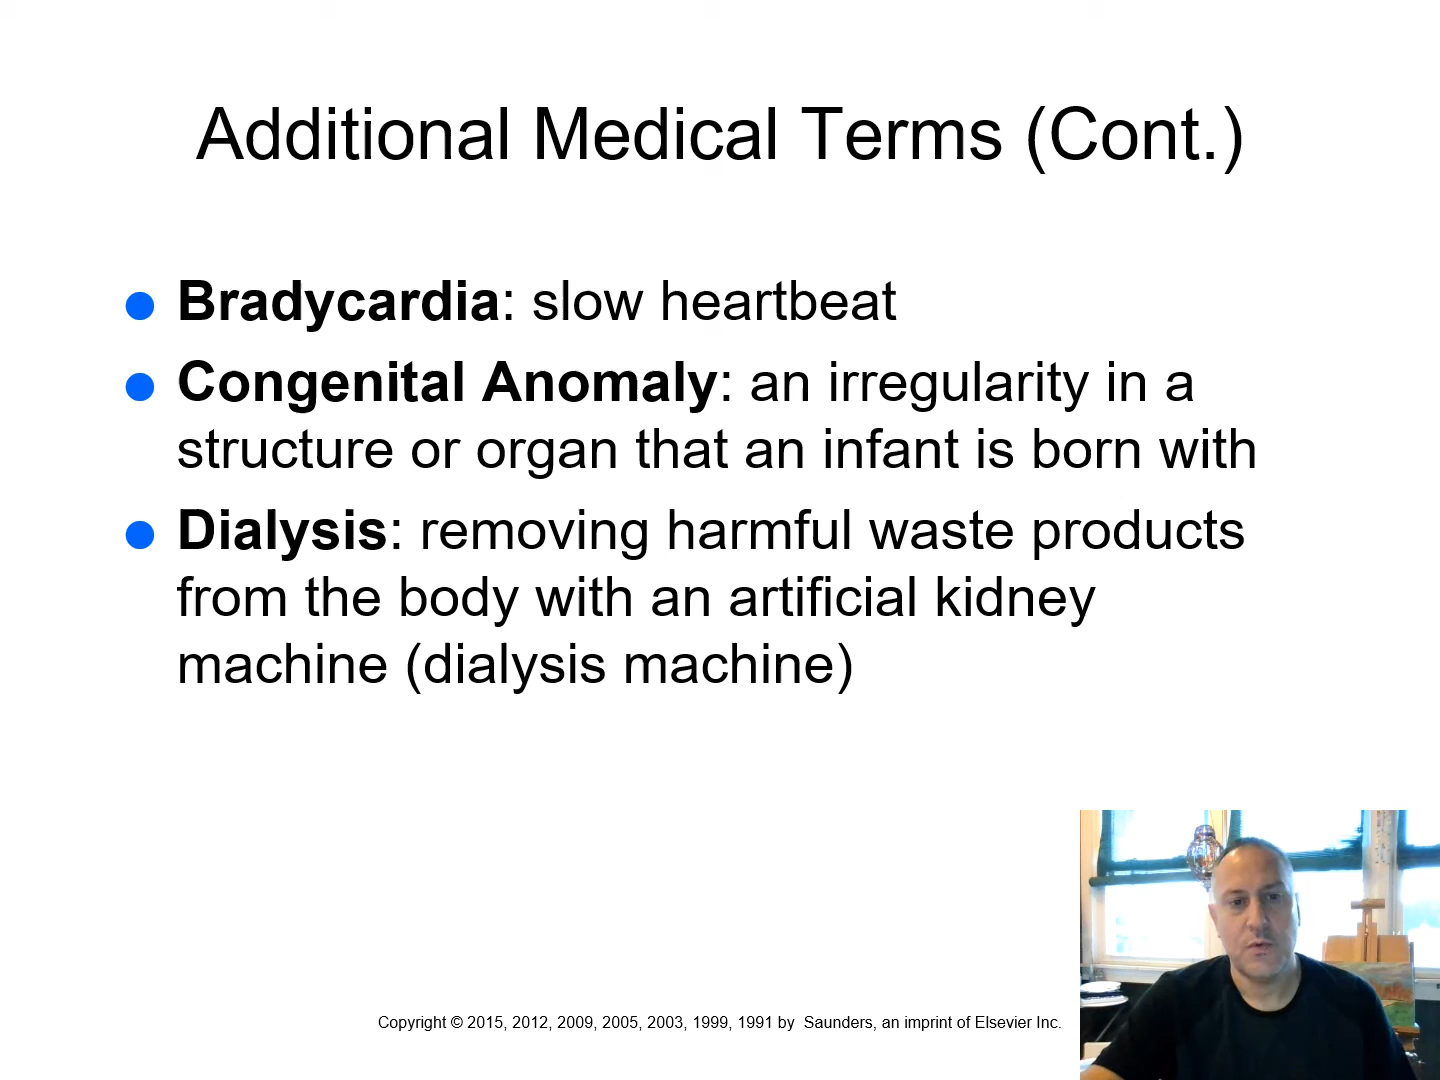 Additional Medical Terms (Cont.)
Bradycardia: slow heartbeat
Congenital Anomaly: an irregularity in a
structure or organ that an infant is born with
Dialysis: removing harmful waste products
from the body with an artificial kidney
machine (dialysis machine)
Copyright © 2015, 2012, 2009, 2005, 2003, 1999, 1991 by  Saunders, an imprint of Elsevier Inc.